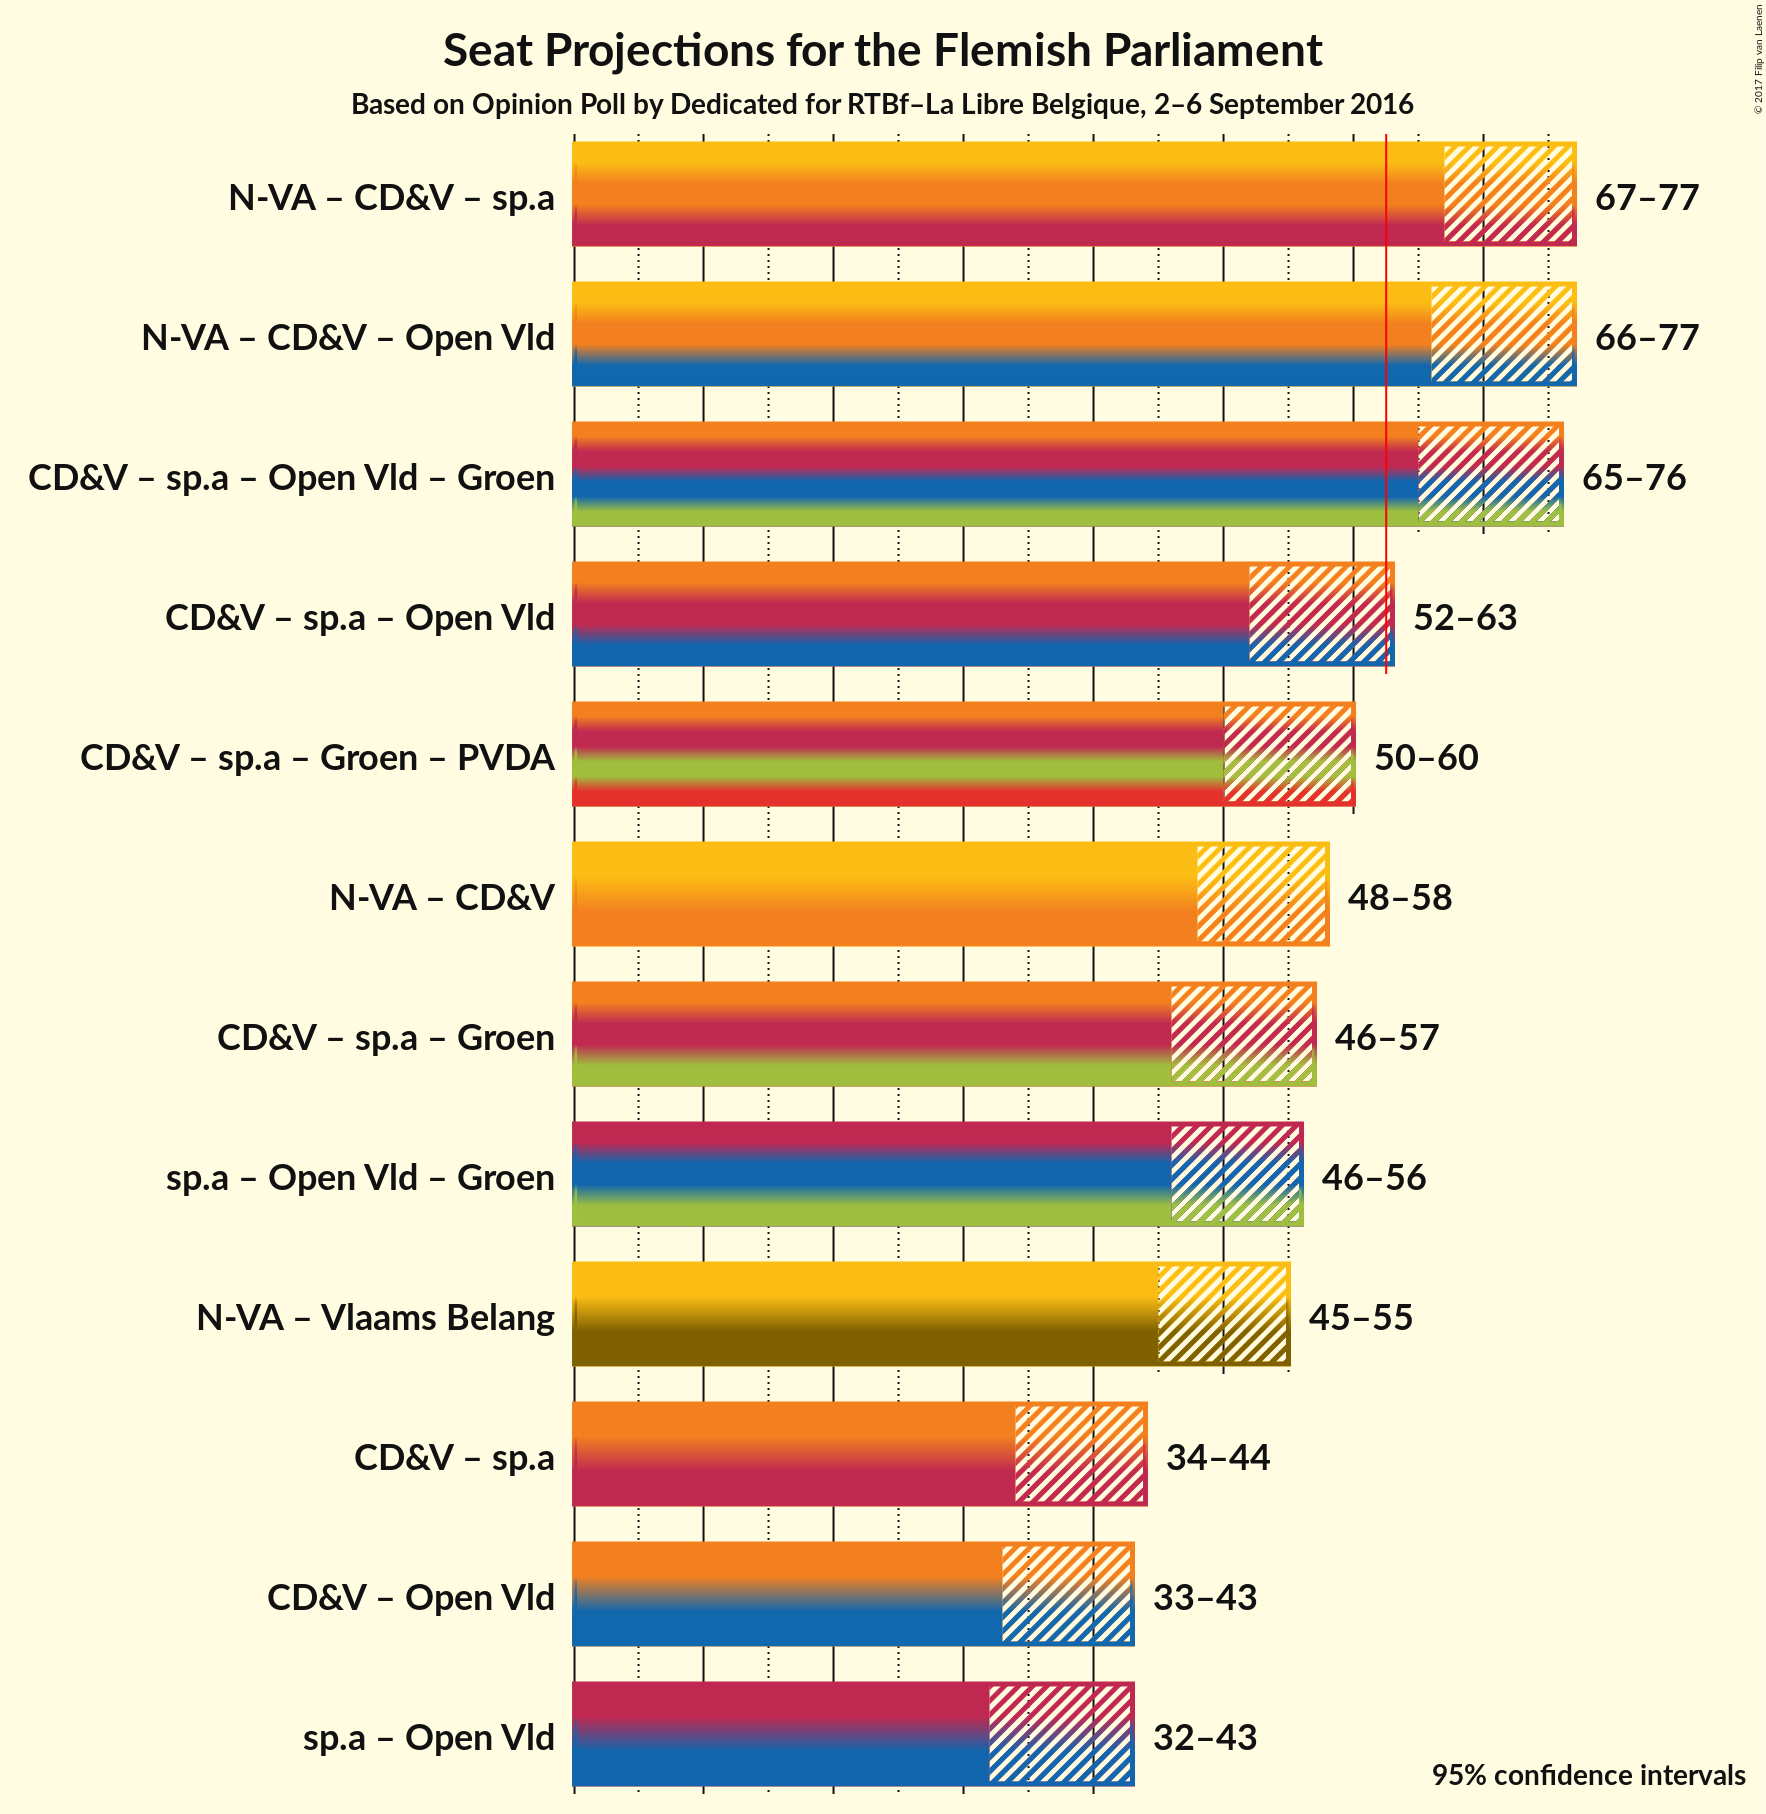 Seat Projections for the Flemish Parliament
Based on Opinion Poll by Dedicated for RTBf–La Libre Belgique, 2–6 September 2016
© 2017 Filip van Laenen
N-VA – CD&V – sp.a 67–77
N-VA – CD&V – Open Vld 66–77
CD&V – sp.a – Open Vld – Groen 65–76
CD&V – sp.a – Open Vld 52–63
CD&V – sp.a – Groen – PVDA 50–60
N-VA – CD&V 48–58
CD&V – sp.a – Groen 46–57
sp.a – Open Vld – Groen 46–56
N-VA – Vlaams Belang 45–55
CD&V – sp.a 34–44
CD&V – Open Vld 33–43
sp.a – Open Vld 32–43
95% confidence intervals